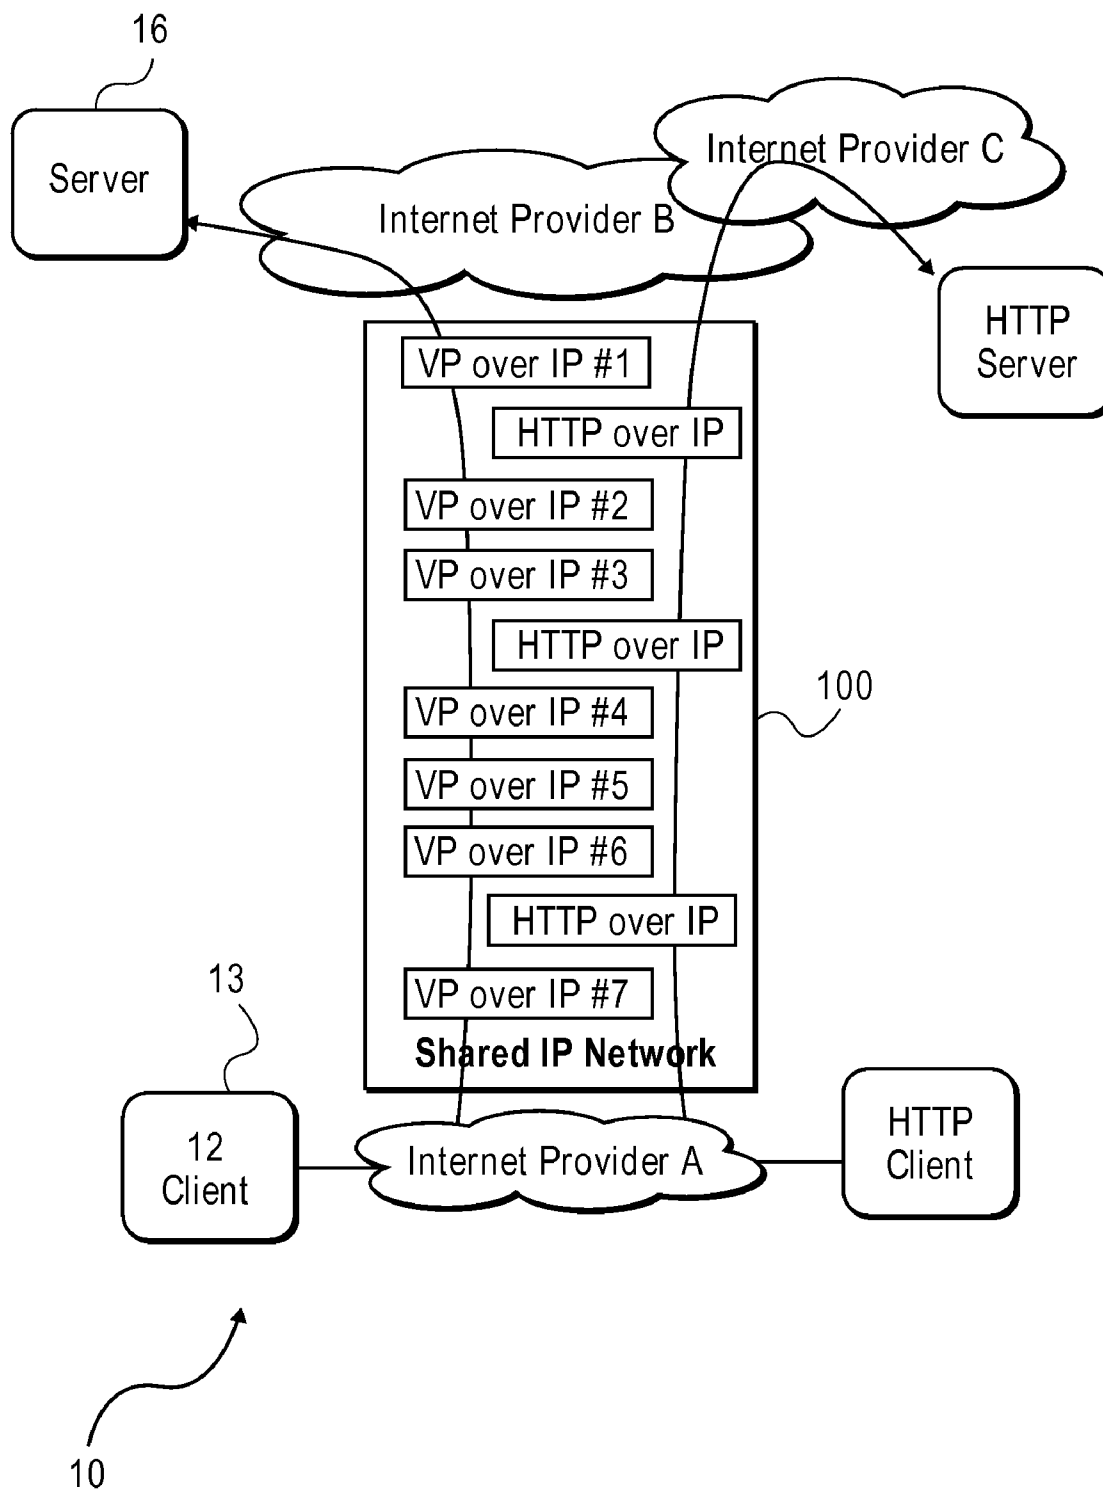 16
Server
Internet Provider C
Internet Provider B
HTTP
Server
VP over IP #1
HTTP over IP
VP over IP #2
VP over IP #3
HTTP over IP
100
VP over IP #4
VP over IP #5
VP over IP #6
HTTP over IP
13
VP over IP #7
Shared IP Network
12
Client
Internet Provider A
HTTP
Client
10